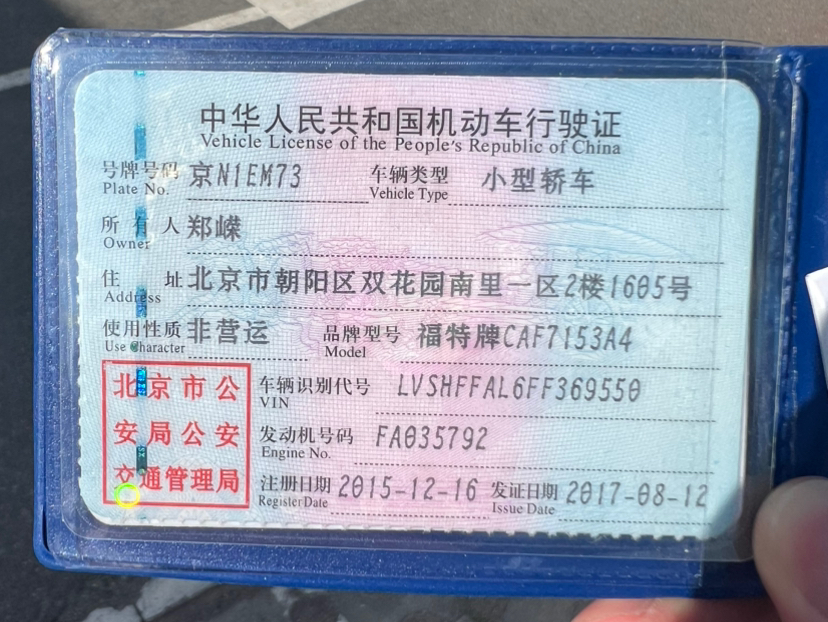 中华人民共和国机动车行驶证
Vehicle License of the People's Republic of China
号牌号码 京N1EM73 车辆类型 小型轿车
Plate No. Vehicle Type
所有人 郑嵘
Owner
住址 北京市朝阳区双花园南里一区2楼1605号
Address
使用性质 非营运 品牌型号 福特牌CAF7153A4
Use Character Model
北京市公
安局公安
交通管理局
车辆识别代号 LVSHFFAL6FF369550
VIN
发动机号码 FA035792
Engine No.
注册日期 2015-12-16 发证日期 2017-08-12
Register Date Issue Date